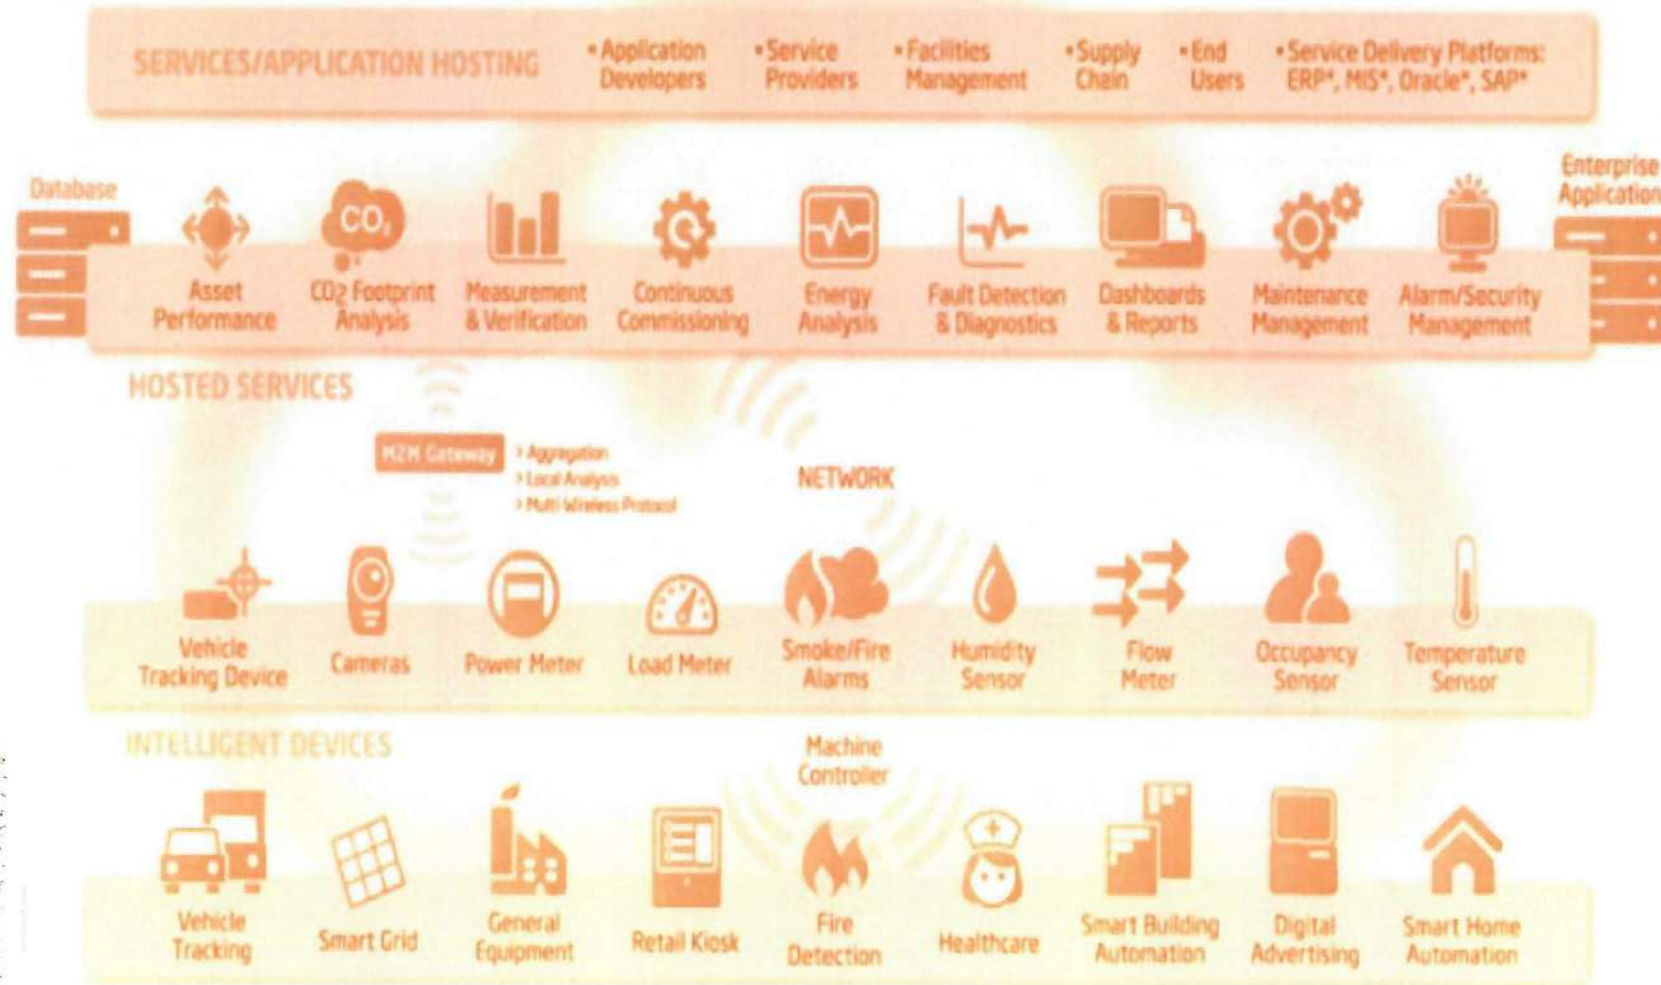 SERVICES/APPLICATION HOSTING
• Application
Developers
• Service
Providers
• Facilities
Management
• Supply
Chain
• End
Users
• Service Delivery Platforms:
ERP*, MIS*, Oracle*, SAP*
Database
Enterprise
Application
CO2
Asset
Performance
CO2 Footprint
Analysis
Measurement
& Verification
Continuous
Commissioning
Energy
Analysis
Fault Detection
& Diagnostics
Dashboards
& Reports
Maintenance
Management
Alarm/Security
Management
HOSTED SERVICES
M2M Gateway
> Aggregation
> Local Analysis
> Multi-Wireless Protocol
NETWORK
Vehicle
Tracking Device
Cameras
Power Meter
Load Meter
Smoke/Fire
Alarms
Humidity
Sensor
Flow
Meter
Occupancy
Sensor
Temperature
Sensor
INTELLIGENT DEVICES
Machine
Controller
Vehicle
Tracking
Smart Grid
General
Equipment
Retail Kiosk
Fire
Detection
Healthcare
Smart Building
Automation
Digital
Advertising
Smart Home
Automation